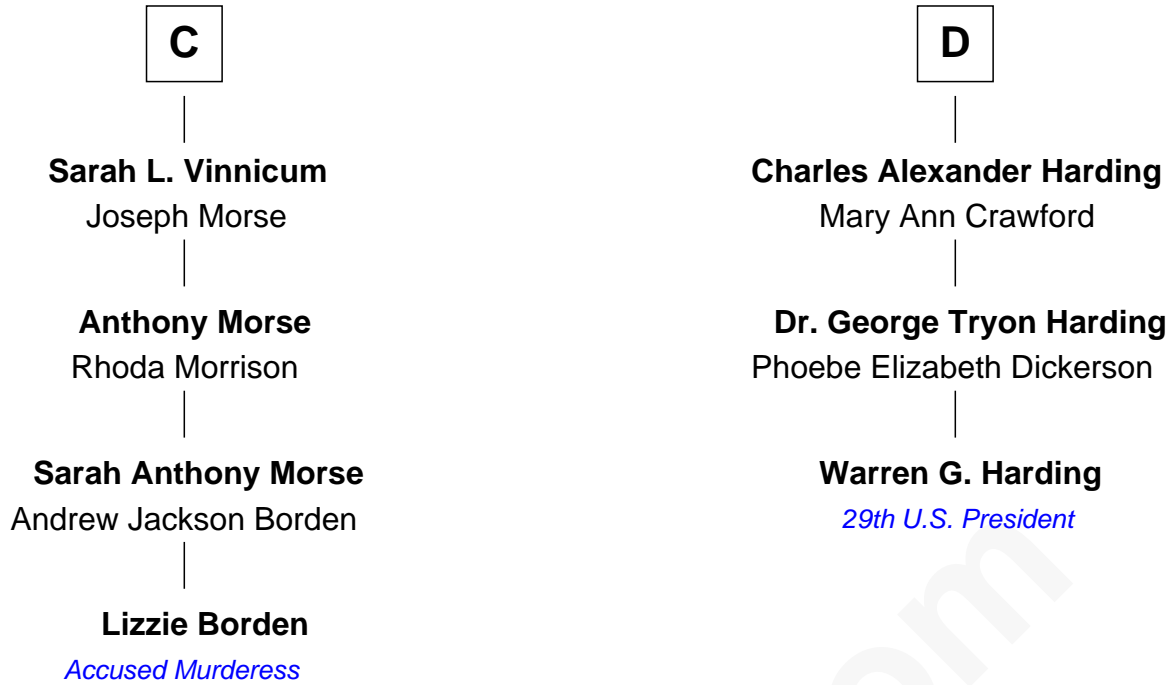 C
Sarah L. Vinnicum
Joseph Morse
Anthony Morse
Rhoda Morrison
Sarah Anthony Morse
Andrew Jackson Borden
Lizzie Borden
Accused Murderess
D
Charles Alexander Harding
Mary Ann Crawford
Dr. George Tryon Harding
Phoebe Elizabeth Dickerson
Warren G. Harding
29th U.S. President
om